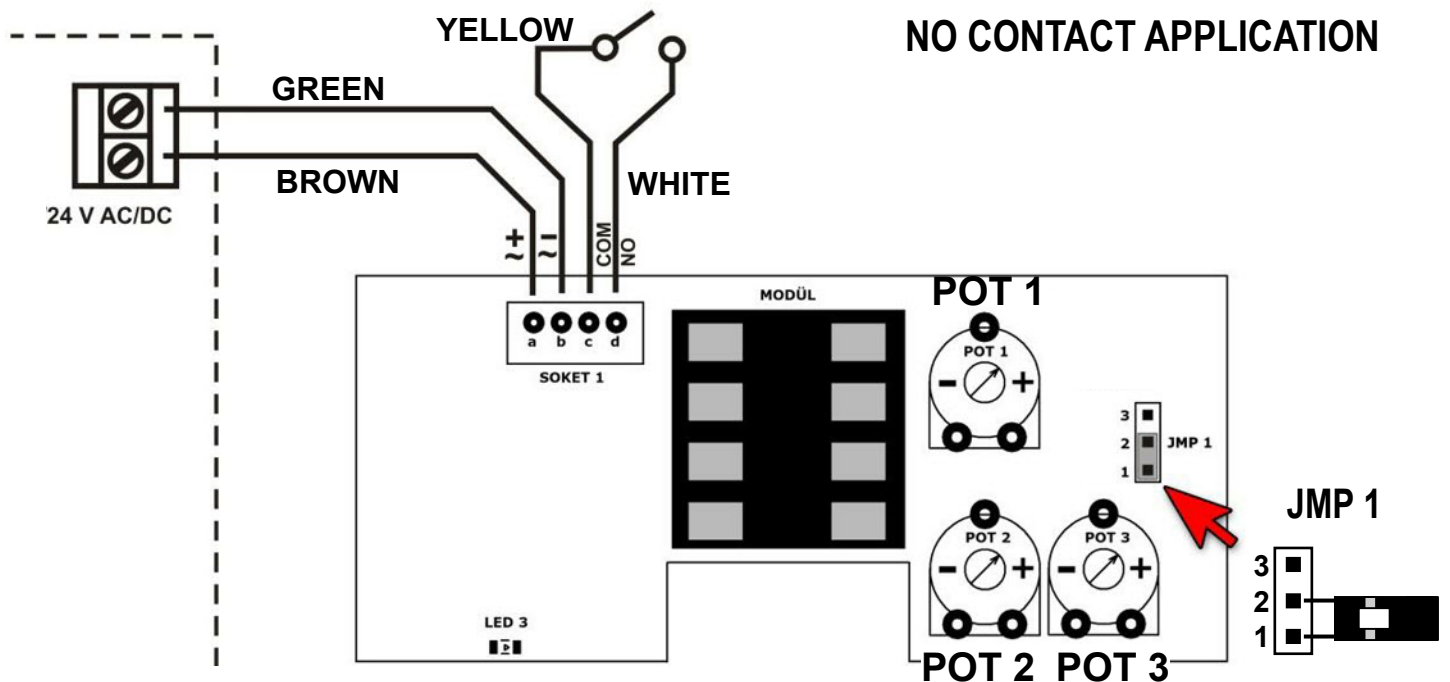 NO CONTACT APPLICATION
YELLOW
GREEN
BROWN
WHITE
24 V AC/DC
+
~
−
~
COM
NO
a b c d
SOKET 1
MODÜL
POT 1
POT 1
- +
3
2 JMP 1
1
JMP 1
3
2
1
POT 2
- +
POT 3
- +
LED 3
POT 2 POT 3